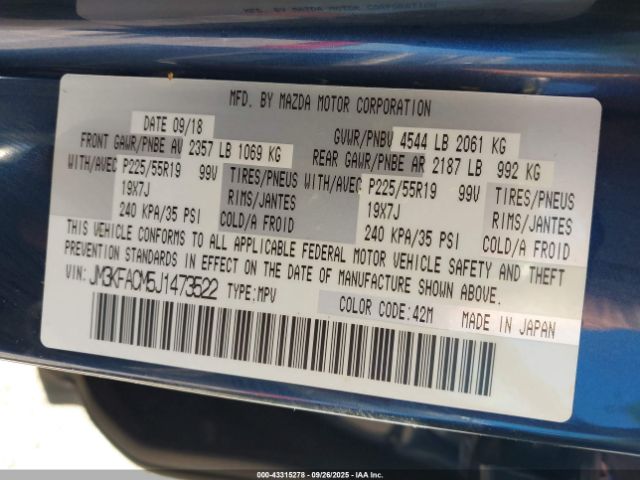 MFD. BY MAZDA MOTOR CORPORATION
DATE 09/18 GVWR/PNBV 4544 LB 2061 KG
FRONT GAWR/PNBE AV 2357 LB 1069 KG REAR GAWR/PNBE AR 2187 LB 992 KG
WITH/AVEC P225/55R19 99V TIRES/PNEUS WITH/AVEC P225/55R19 99V TIRES/PNEUS
19X7J RIMS/JANTES 19X7J RIMS/JANTES
240 KPA/35 PSI COLD/A FROID 240 KPA/35 PSI COLD/A FROID
THIS VEHICLE CONFORMS TO ALL APPLICABLE FEDERAL MOTOR VEHICLE SAFETY AND THEFT
PREVENTION STANDARDS IN EFFECT ON THE DATE OF MANUFACTURE SHOWN ABOVE.
VIN: JM3KFACM5J1473522 TYPE: MPV
COLOR CODE: 42M MADE IN JAPAN
000-43315278 - 09/26/2025 - IAA Inc. (IAA)